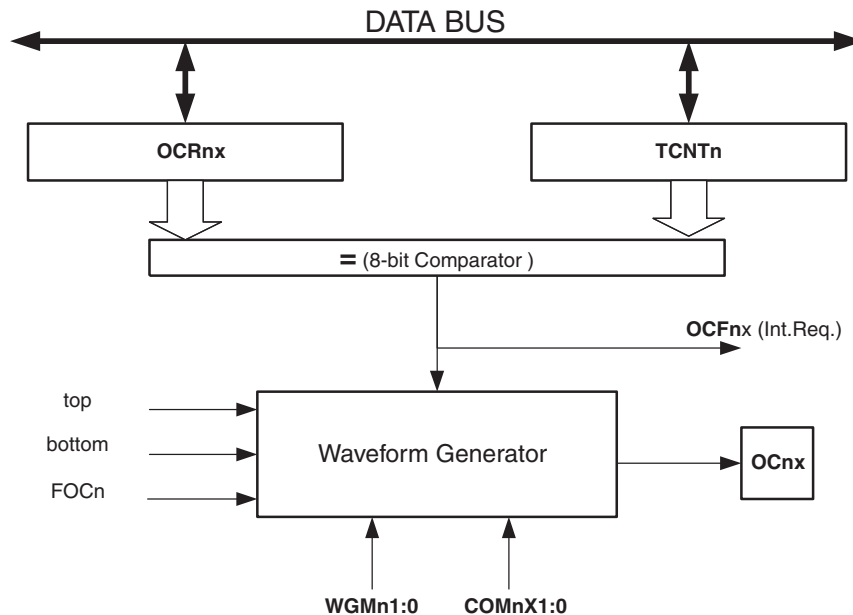 DATA BUS
OCRnx
TCNTn
= (8-bit Comparator )
OCFnx (Int.Req.)
top
bottom
FOCn
Waveform Generator
OCnx
WGMn1:0
COMnX1:0